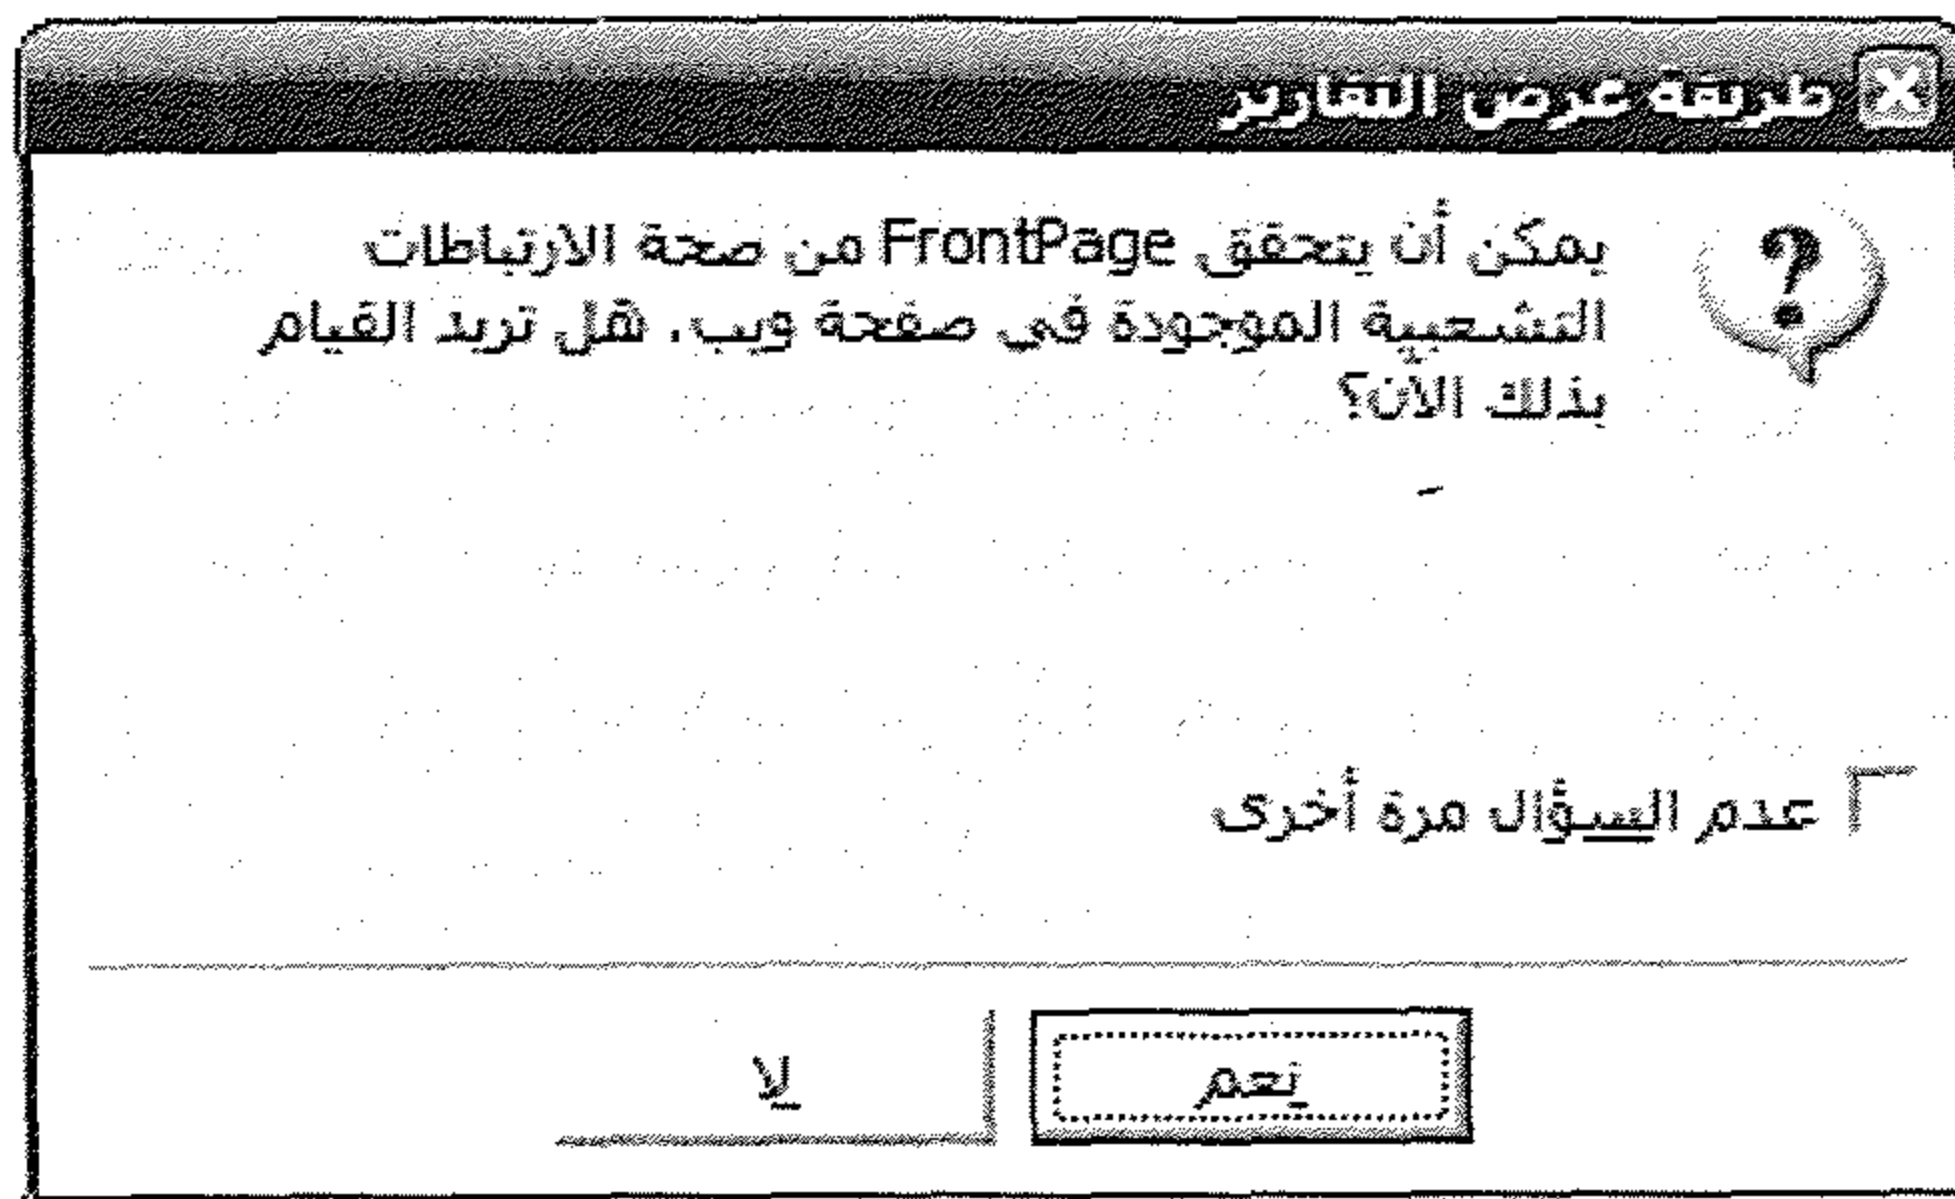 طريقة عرض التقارير
يمكن أن يتحقق FrontPage من صحة الارتباطات
التشعبية الموجودة في صفحة ويب. هل تريد القيام
بذلك الآن؟
عدم السؤال مرة أخرى
نعم
لا